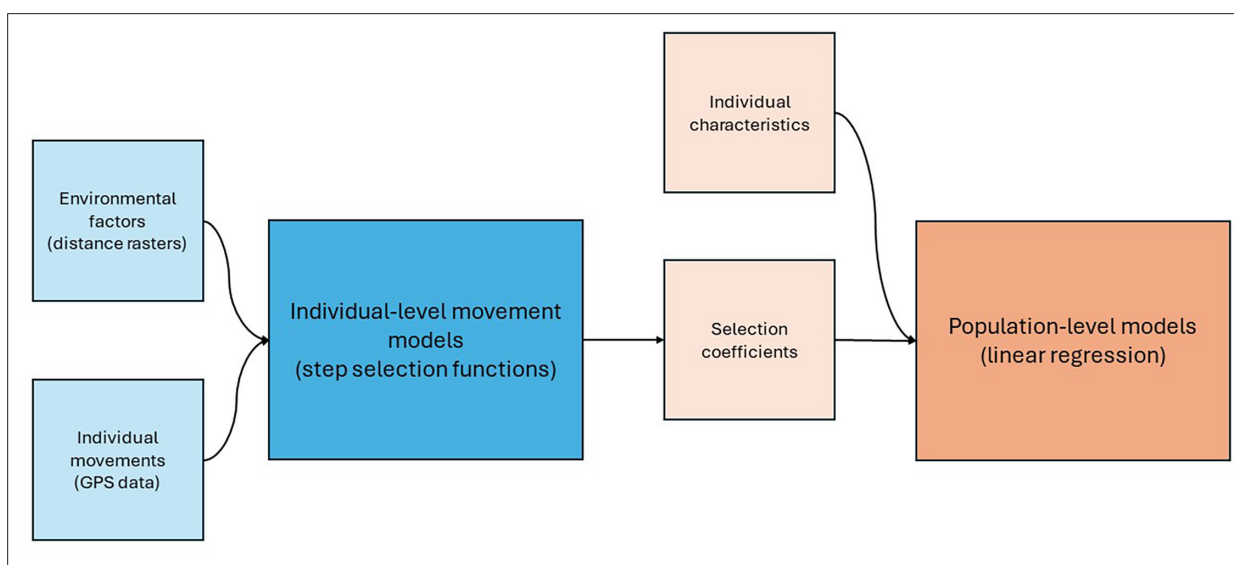 Environmental
factors
(distance rasters)
Individual
movements
(GPS data)
Individual-level movement
models
(step selection functions)
Individual
characteristics
Selection
coefficients
Population-level models
(linear regression)